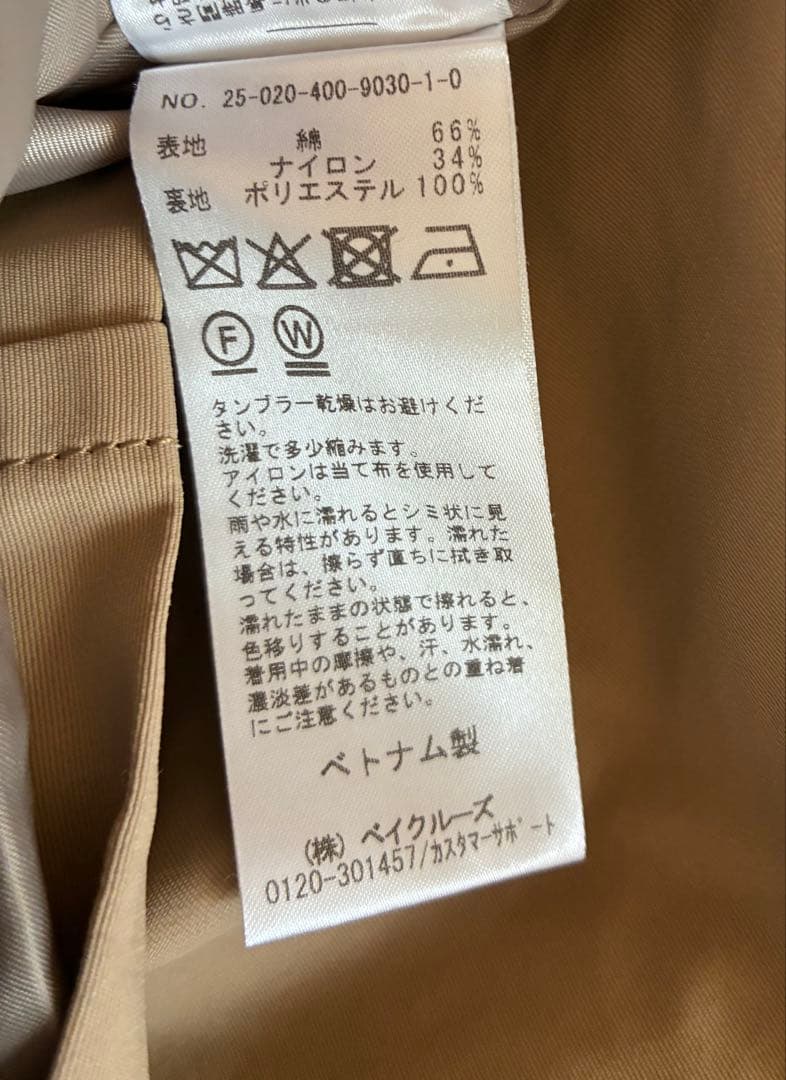 NO. 25-020-400-9030-1-0
表地 綿 66%
ナイロン 34%
裏地 ポリエステル 100%
F W
タンブラー乾燥はお避けくだ
さい。
洗濯で多少縮みます。
アイロンは当て布を使用して
ください。
雨や水に濡れるとシミ状に見
える特性があります。濡れた
場合は、擦らず直ちに拭き取
ってください。
濡れたままの状態で擦れると、
色移りすることがあります。
着用中の摩擦や、汗、水濡れ、
濃淡差があるものとの重ね着
にご注意ください。
ベトナム製
(株) ベイクルーズ
0120-301457/カスタマーサポート